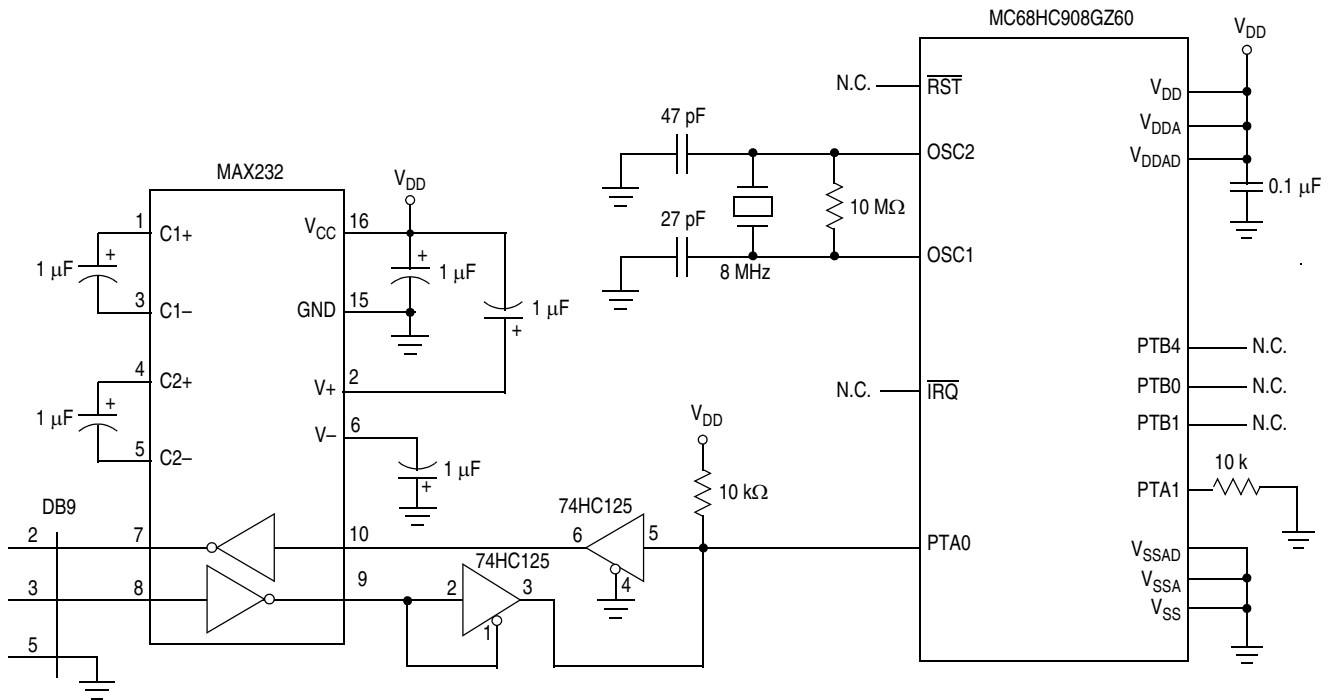 MC68HC908GZ60
VDD
N.C.
RST
VDD
47 pF
VDDA
OSC2
VDDAD
MAX232
0.1 µF
VDD
10 MΩ
1
C1+
VCC
16
27 pF
1 µF
+
+
1 µF
OSC1
8 MHz
3
C1–
GND
15
1 µF
+
PTB4
N.C.
4
C2+
V+
2
N.C.
IRQ
PTB0
N.C.
1 µF
+
VDD
PTB1
N.C.
V–
6
5
C2–
1 µF
+
10 k
10 kΩ
PTA1
DB9
74HC125
2
7
10
6
5
PTA0
VSSAD
74HC125
4
3
8
9
2
3
VSSA
1
VSS
5